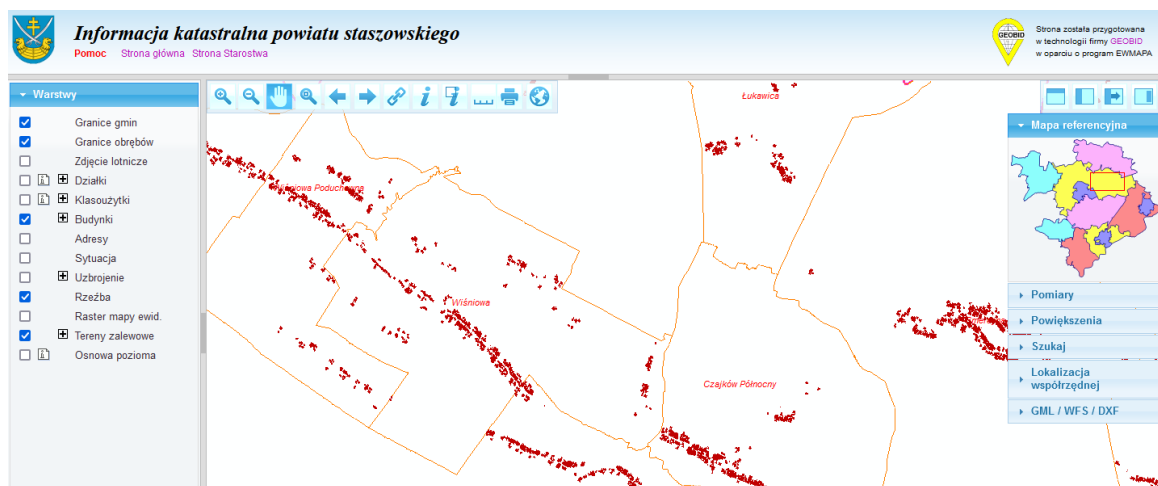 Informacja katastralna powiatu staszowskiego
Pomoc Strona główna Strona Starostwa
GEOBID
Strona została przygotowana
w technologii firmy GEOBID
w oparciu o program EWMAPA
Warstwy
Granice gmin
Granice obrębów
Zdjęcie lotnicze
Działki
Klasoużytki
Budynki
Adresy
Sytuacja
Uzbrojenie
Rzeźba
Raster mapy ewid.
Tereny zalewowe
Osnowa pozioma
Łukawica
Wiśniowa Poduchowna
Wiśniowa
Czajków Północny
Mapa referencyjna
Pomiary
Powiększenia
Szukaj
Lokalizacja
współrzędnej
GML / WFS / DXF